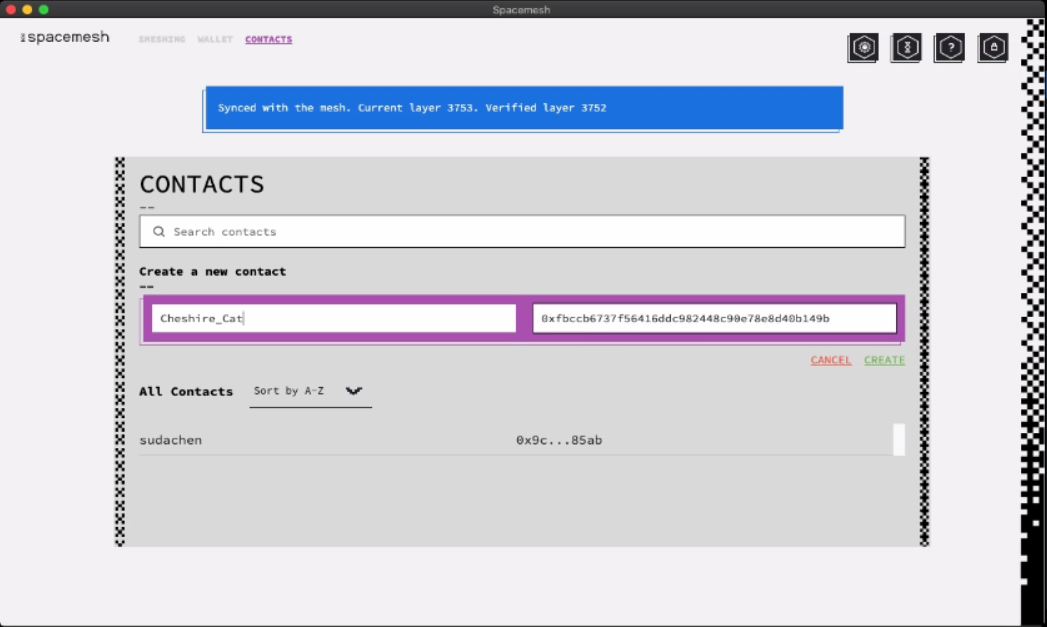 Spacemesh
spacemesh
SMESHING WALLET CONTACTS
?
Synced with the mesh. Current layer 3753. Verified layer 3752
CONTACTS
--
Search contacts
Create a new contact
--
Cheshire_Cat 0xfbccb6737f56416ddc982448c90e78e8d40b149b
CANCEL CREATE
All Contacts Sort by A-Z
sudachen 0x9c...85ab